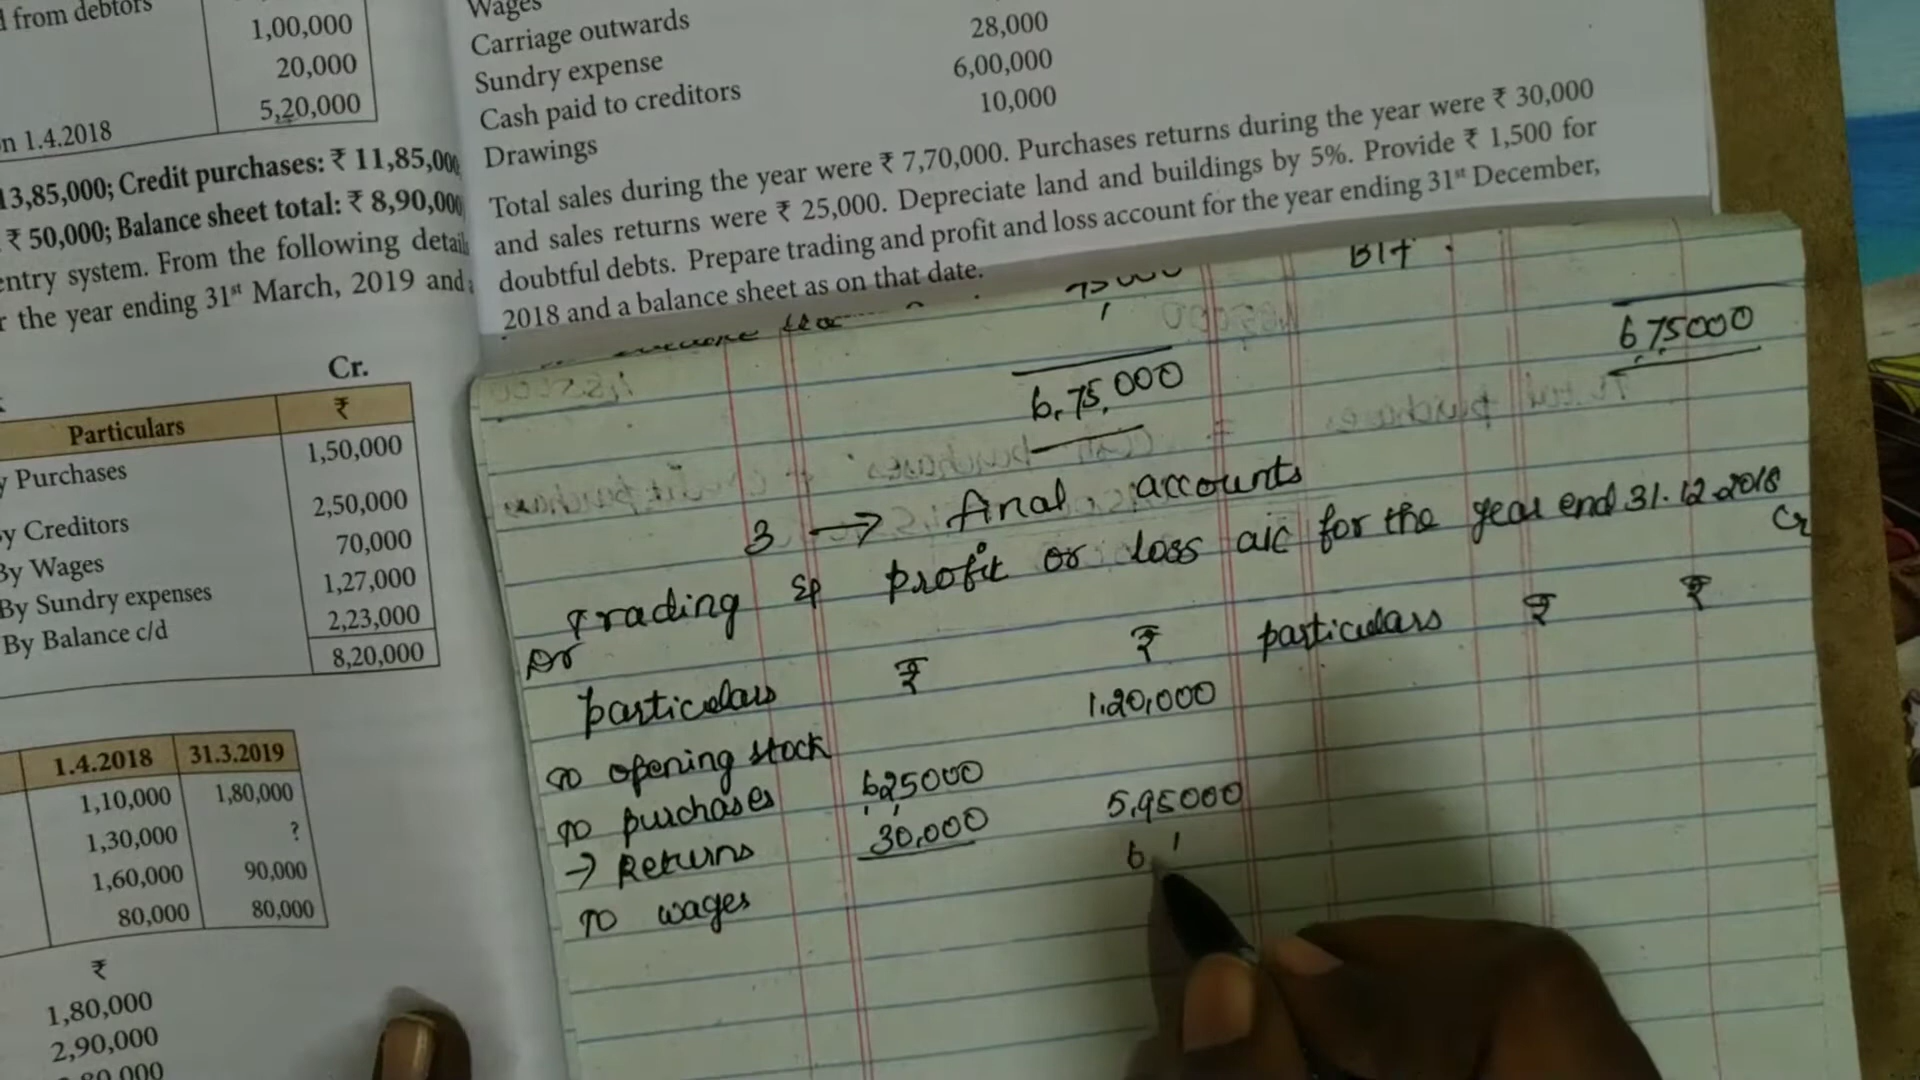 from debtors
1,00,000
20,000
5,20,000
n 1.4.2018
13,85,000; Credit purchases: ₹ 11,85,000
₹ 50,000; Balance sheet total: ₹ 8,90,000
entry system. From the following detail
the year ending 31st March, 2019 and
Cr.
Particulars ₹
y Purchases 1,50,000
y Creditors 2,50,000
By Wages 70,000
By Sundry expenses 1,27,000
By Balance c/d 2,23,000
8,20,000
1.4.2018 31.3.2019
1,10,000 1,80,000
1,30,000 ?
1,60,000 90,000
80,000 80,000
₹
1,80,000
2,90,000
Wages
Carriage outwards 28,000
Sundry expense 6,00,000
Cash paid to creditors 10,000
Drawings
Total sales during the year were ₹ 7,70,000. Purchases returns during the year were ₹ 30,000
and sales returns were ₹ 25,000. Depreciate land and buildings by 5%. Provide ₹ 1,500 for
doubtful debts. Prepare trading and profit and loss account for the year ending 31st December,
2018 and a balance sheet as on that date.
6,75,000 675000
3 → final accounts
Trading & profit or loss a/c for the year end 31.12.2018
Dr Cr
particulars ₹ ₹ particulars ₹ ₹
To opening stock 1,20,000
To purchases 625000
→ Returns 30,000 5,95000
To wages 6